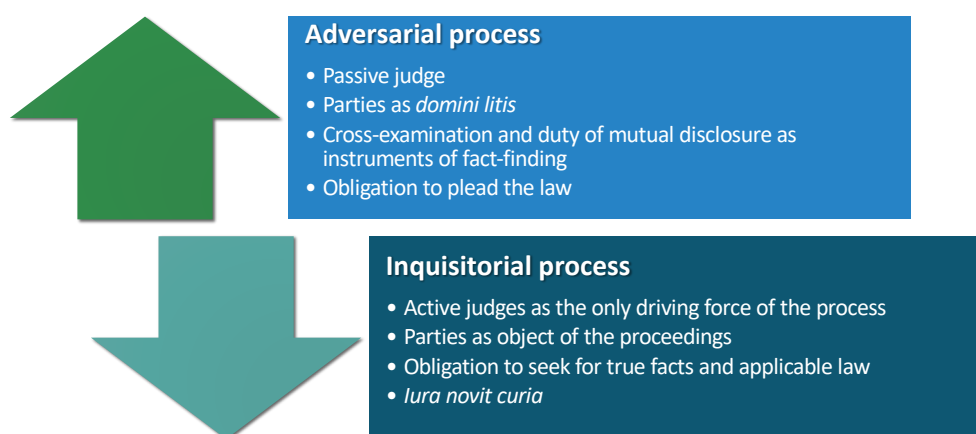 Adversarial process
• Passive judge
• Parties as domini litis
• Cross-examination and duty of mutual disclosure as
instruments of fact-finding
• Obligation to plead the law
Inquisitorial process
• Active judges as the only driving force of the process
• Parties as object of the proceedings
• Obligation to seek for true facts and applicable law
• Iura novit curia